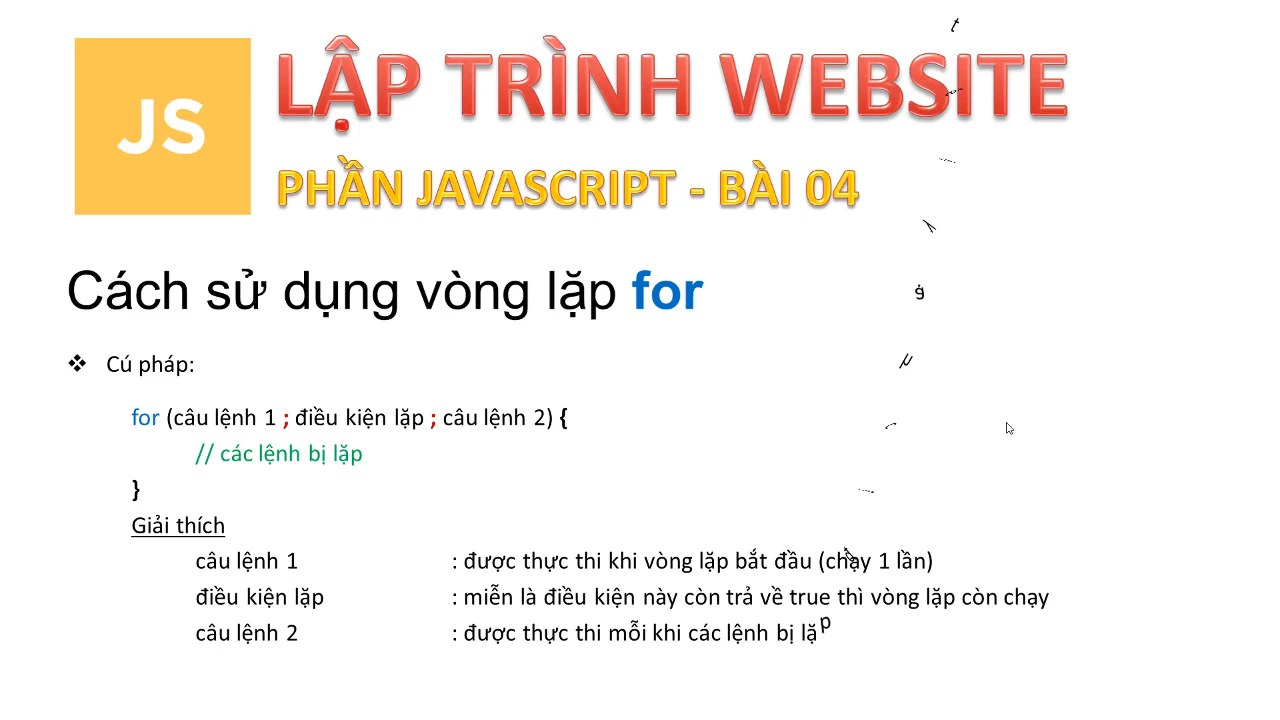 JS
LẬP TRÌNH WEBSITE
PHẦN JAVASCRIPT - BÀI 04
Cách sử dụng vòng lặp for
❖ Cú pháp:
for (câu lệnh 1 ; điều kiện lặp ; câu lệnh 2) {
// các lệnh bị lặp
}
Giải thích
câu lệnh 1 : được thực thi khi vòng lặp bắt đầu (chạy 1 lần)
điều kiện lặp : miễn là điều kiện này còn trả về true thì vòng lặp còn chạy
câu lệnh 2 : được thực thi mỗi khi các lệnh bị lặp